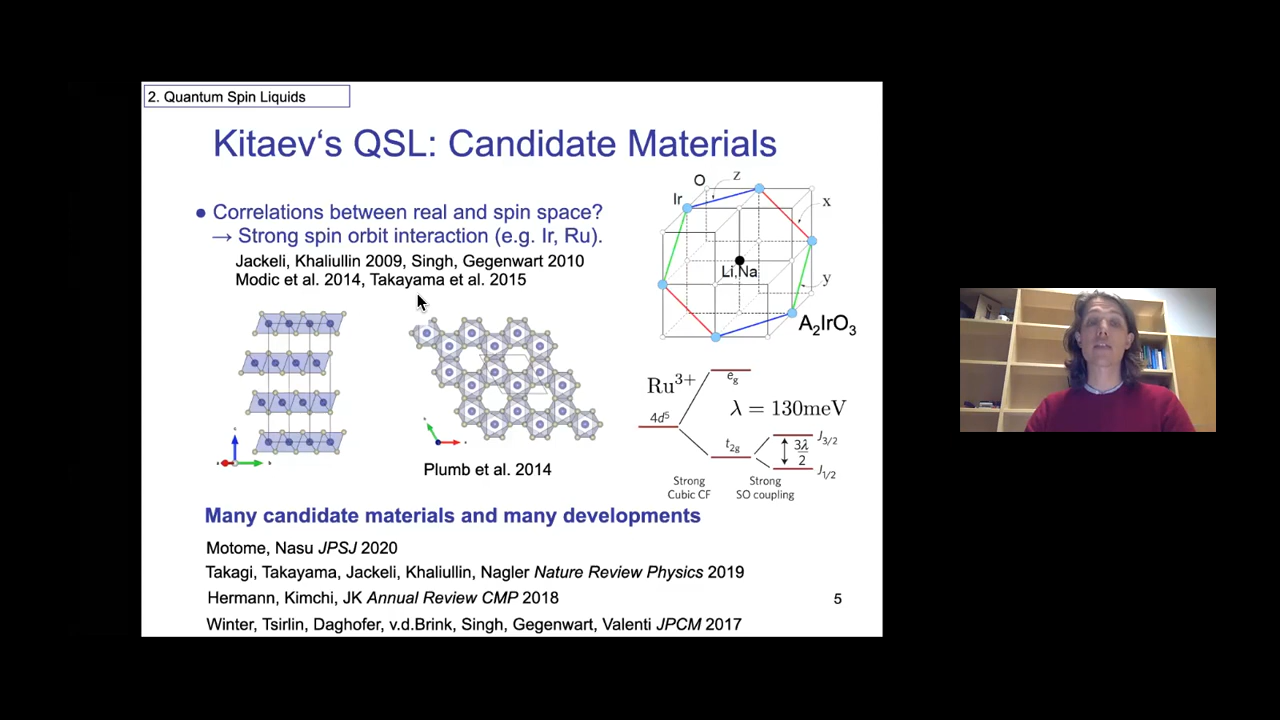 2. Quantum Spin Liquids
Kitaev‘s QSL: Candidate Materials
● Correlations between real and spin space?
→ Strong spin orbit interaction (e.g. Ir, Ru).
Jackeli, Khaliullin 2009, Singh, Gegenwart 2010
Modic et al. 2014, Takayama et al. 2015
O
z
Ir
x
Li,Na
y
A₂IrO₃
Plumb et al. 2014
Ru³⁺
e_g
λ = 130meV
4d⁵
t₂g
J₃/₂
3λ/2
J₁/₂
Strong
Cubic CF
Strong
SO coupling
Many candidate materials and many developments
Motome, Nasu JPSJ 2020
Takagi, Takayama, Jackeli, Khaliullin, Nagler Nature Review Physics 2019
Hermann, Kimchi, JK Annual Review CMP 2018
Winter, Tsirlin, Daghofer, v.d.Brink, Singh, Gegenwart, Valenti JPCM 2017
5